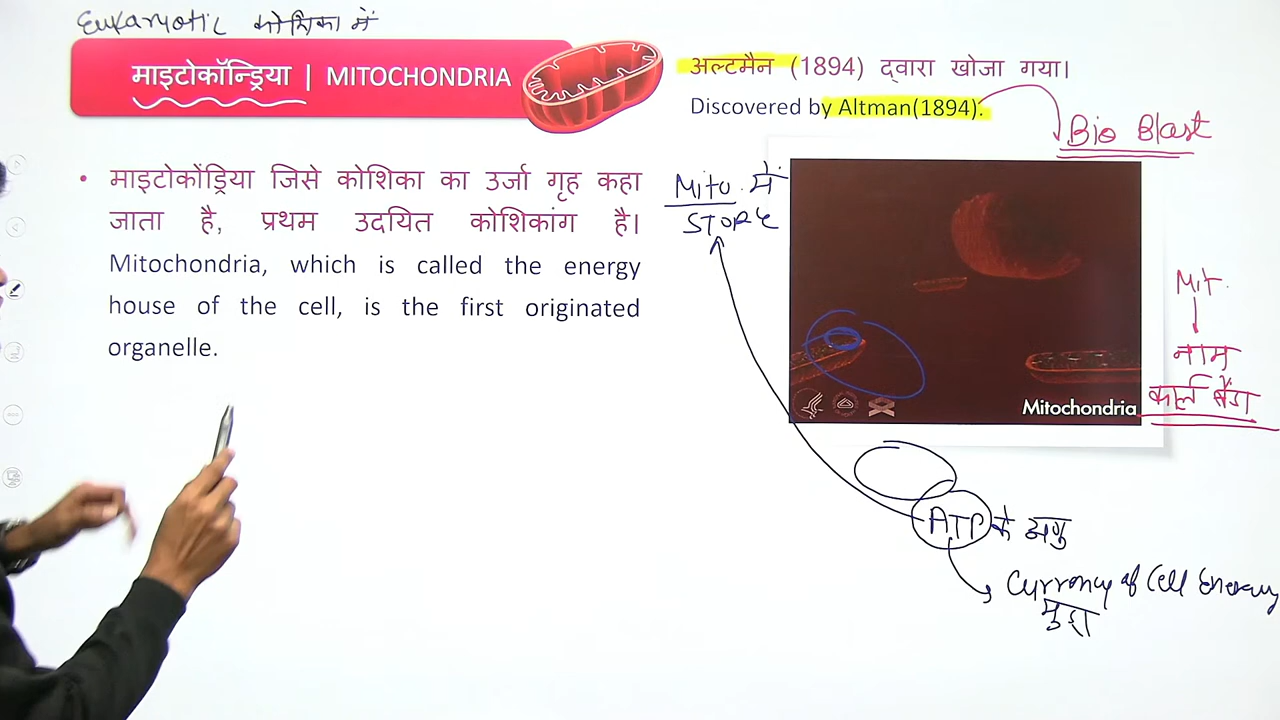 Eukaryotic कोशिका में
माइटोकॉन्ड्रिया | MITOCHONDRIA
अल्टमैन (1894) द्वारा खोजा गया।
Discovered by Altman(1894).
Bio Blast
• माइटोकोंड्रिया जिसे कोशिका का उर्जा गृह कहा
जाता है, प्रथम उदयित कोशिकांग है।
Mitochondria, which is called the energy
house of the cell, is the first originated
organelle.
Mito. में
STORE
Mit.
नाम
कार्ल बेंडा
Mitochondria
ATP के अणु
Currency of Cell Energy
मुद्रा